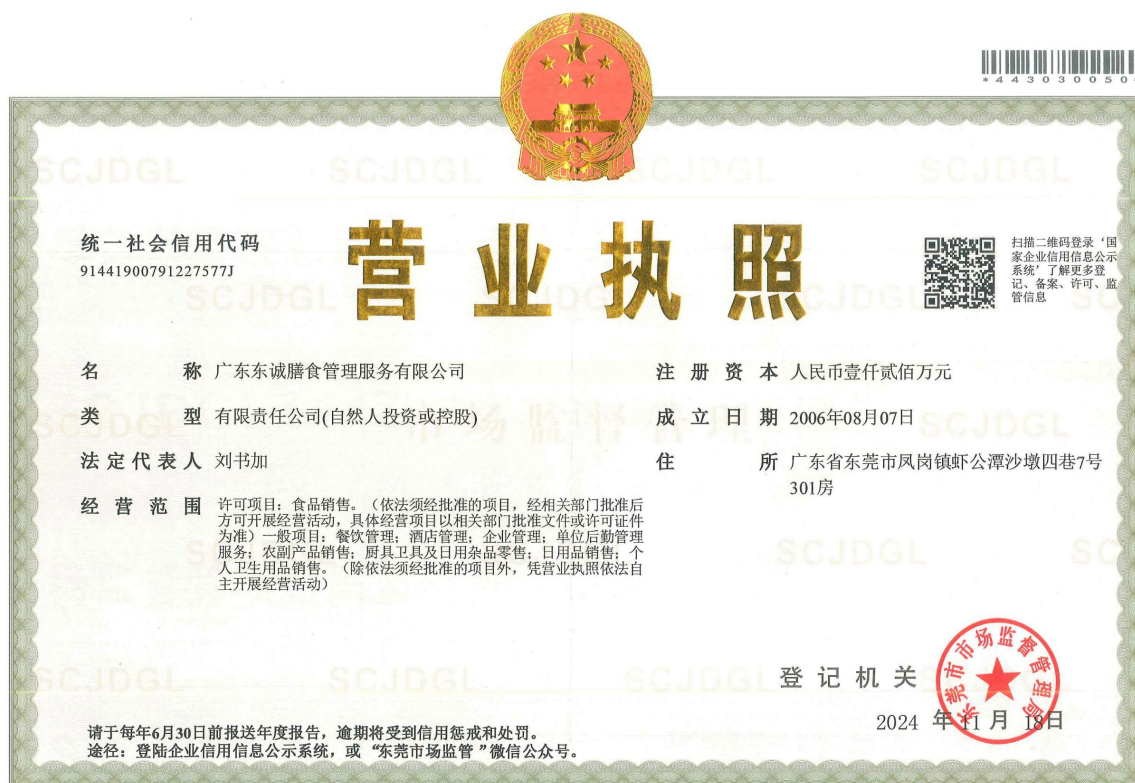 *443030050
营业执照
统一社会信用代码
91441900791227577J
扫描二维码登录‘国
家企业信用信息公示
系统’了解更多登
记、备案、许可、监
管信息
名称 广东东诚膳食管理服务有限公司
类型 有限责任公司(自然人投资或控股)
法定代表人 刘书加
经营范围 许可项目：食品销售。（依法须经批准的项目，经相关部门批准后
方可开展经营活动，具体经营项目以相关部门批准文件或许可证件
为准）一般项目：餐饮管理；酒店管理；企业管理；单位后勤管理
服务；农副产品销售；厨具卫具及日用杂品零售；日用品销售；个
人卫生用品销售。（除依法须经批准的项目外，凭营业执照依法自
主开展经营活动）
注册资本 人民币壹仟贰佰万元
成立日期 2006年08月07日
住所 广东省东莞市凤岗镇虾公潭沙墩四巷7号
301房
登记机关
东莞市市场监督管理局
2024 年 11 月 18日
请于每年6月30日前报送年度报告，逾期将受到信用惩戒和处罚。
途径：登陆企业信用信息公示系统，或“东莞市场监管”微信公众号。
SCJDGL
市场监督管理